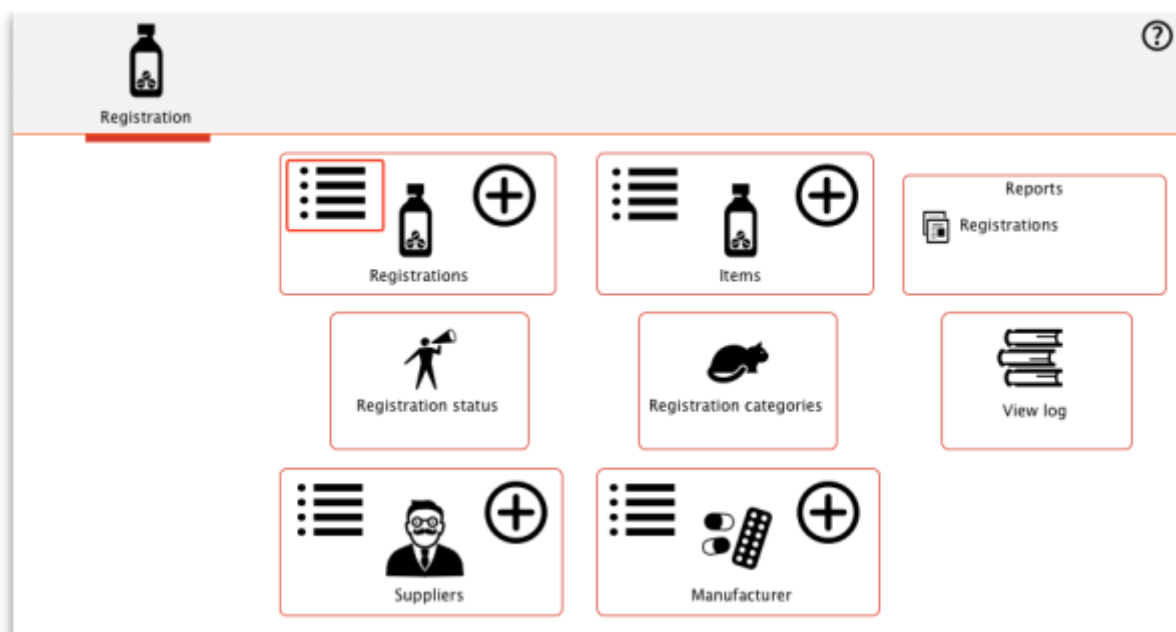 Registration
Registrations
Items
Reports
Registrations
Registration status
Registration categories
View log
Suppliers
Manufacturer